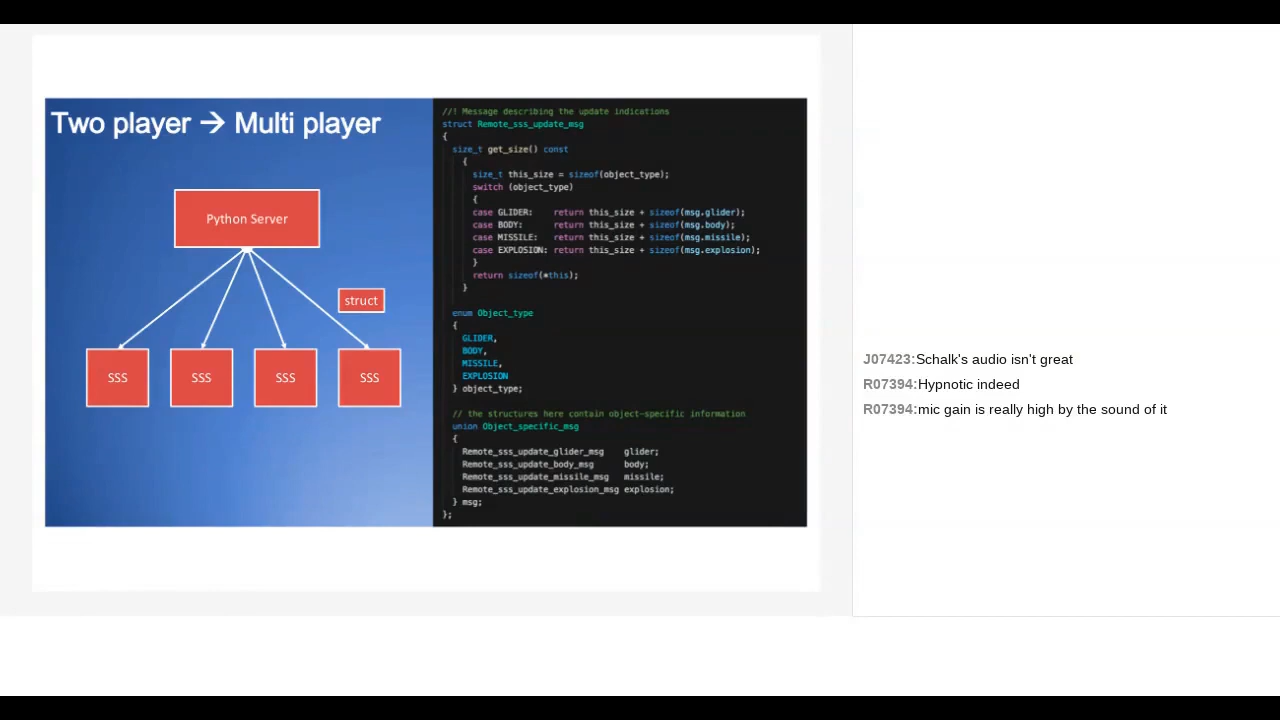 Two player → Multi player
Python Server
struct
SSS
SSS
SSS
SSS
//! Message describing the update indications
struct Remote_sss_update_msg
{
size_t get_size() const
{
size_t this_size = sizeof(object_type);
switch (object_type)
{
case GLIDER: return this_size + sizeof(msg.glider);
case BODY: return this_size + sizeof(msg.body);
case MISSILE: return this_size + sizeof(msg.missile);
case EXPLOSION: return this_size + sizeof(msg.explosion);
}
return sizeof(*this);
}
enum Object_type
{
GLIDER,
BODY,
MISSILE,
EXPLOSION
} object_type;
// the structures here contain object-specific information
union Object_specific_msg
{
Remote_sss_update_glider_msg glider;
Remote_sss_update_body_msg body;
Remote_sss_update_missile_msg missile;
Remote_sss_update_explosion_msg explosion;
} msg;
};
J07423:Schalk's audio isn't great
R07394:Hypnotic indeed
R07394:mic gain is really high by the sound of it